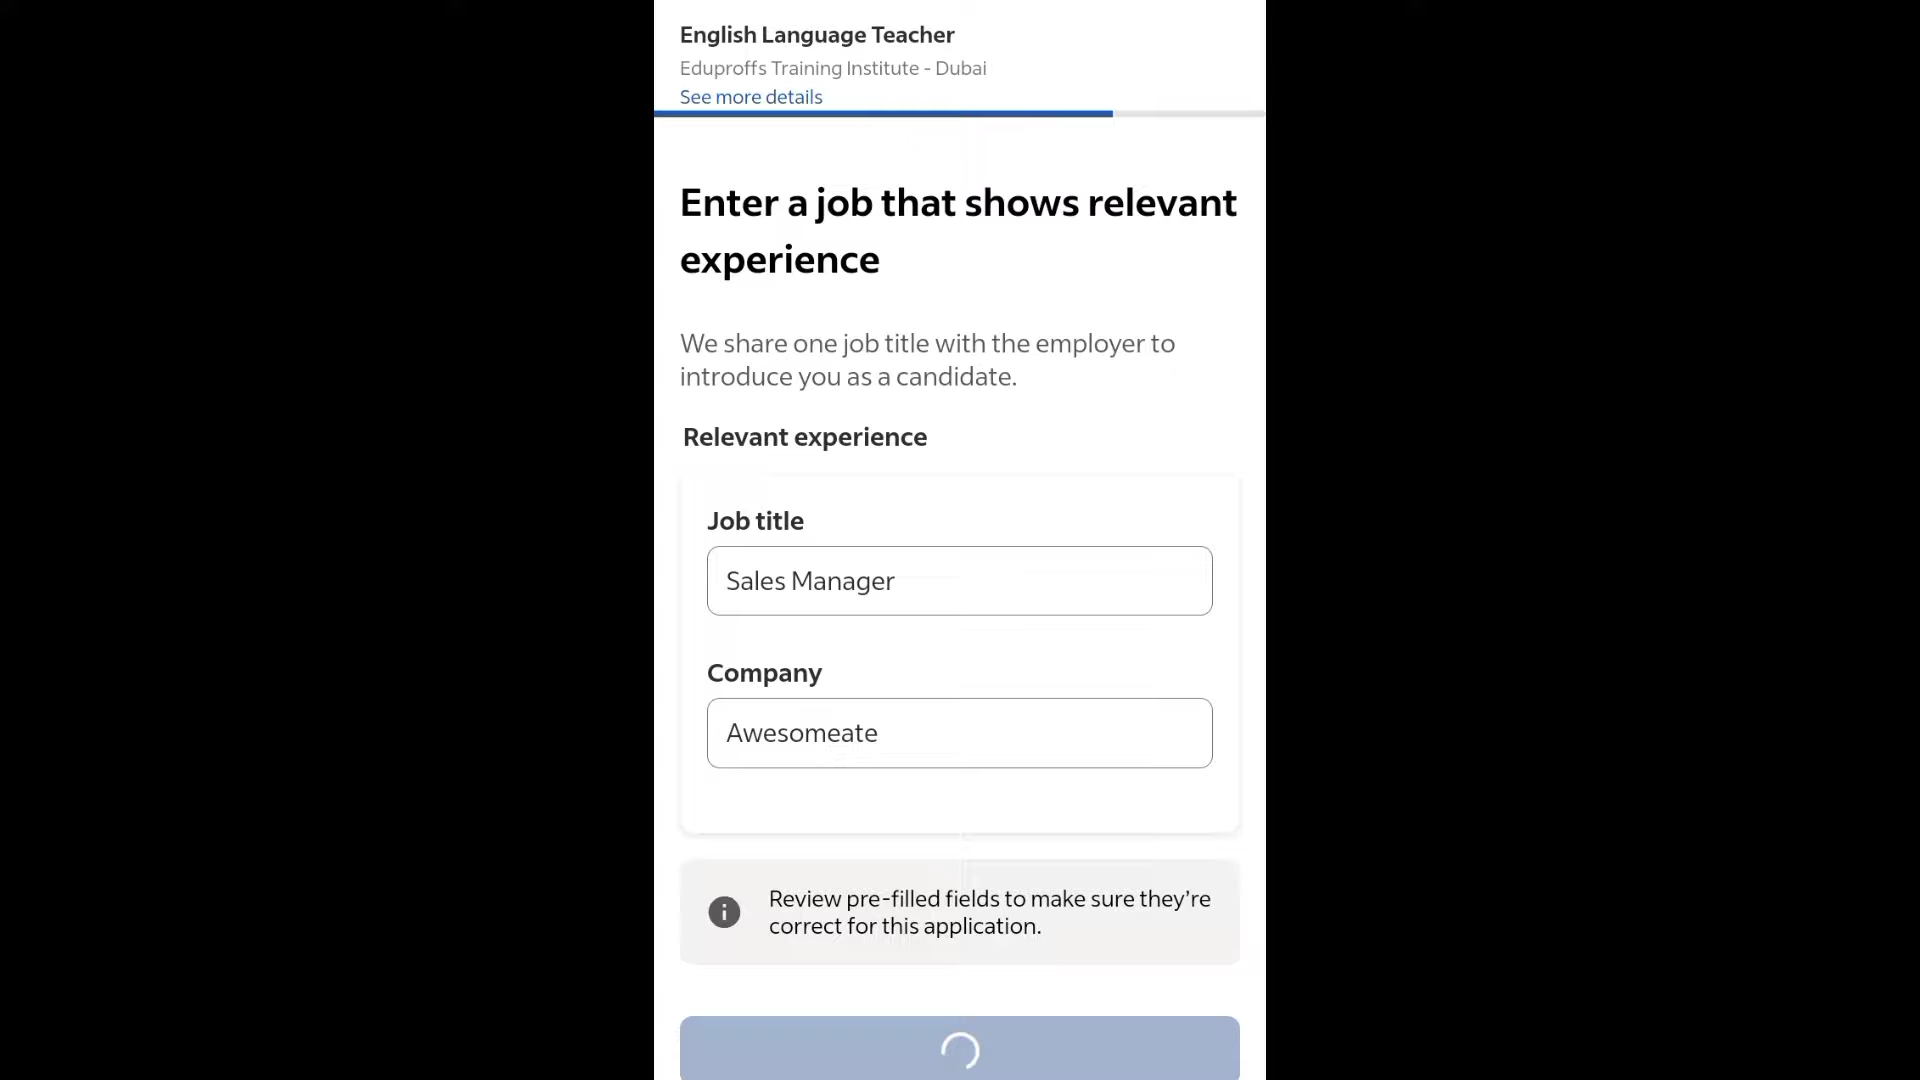 English Language Teacher
Eduproffs Training Institute - Dubai
See more details
Enter a job that shows relevant
experience
We share one job title with the employer to
introduce you as a candidate.
Relevant experience
Job title
Sales Manager
Company
Awesomeate
Review pre-filled fields to make sure they’re
correct for this application.